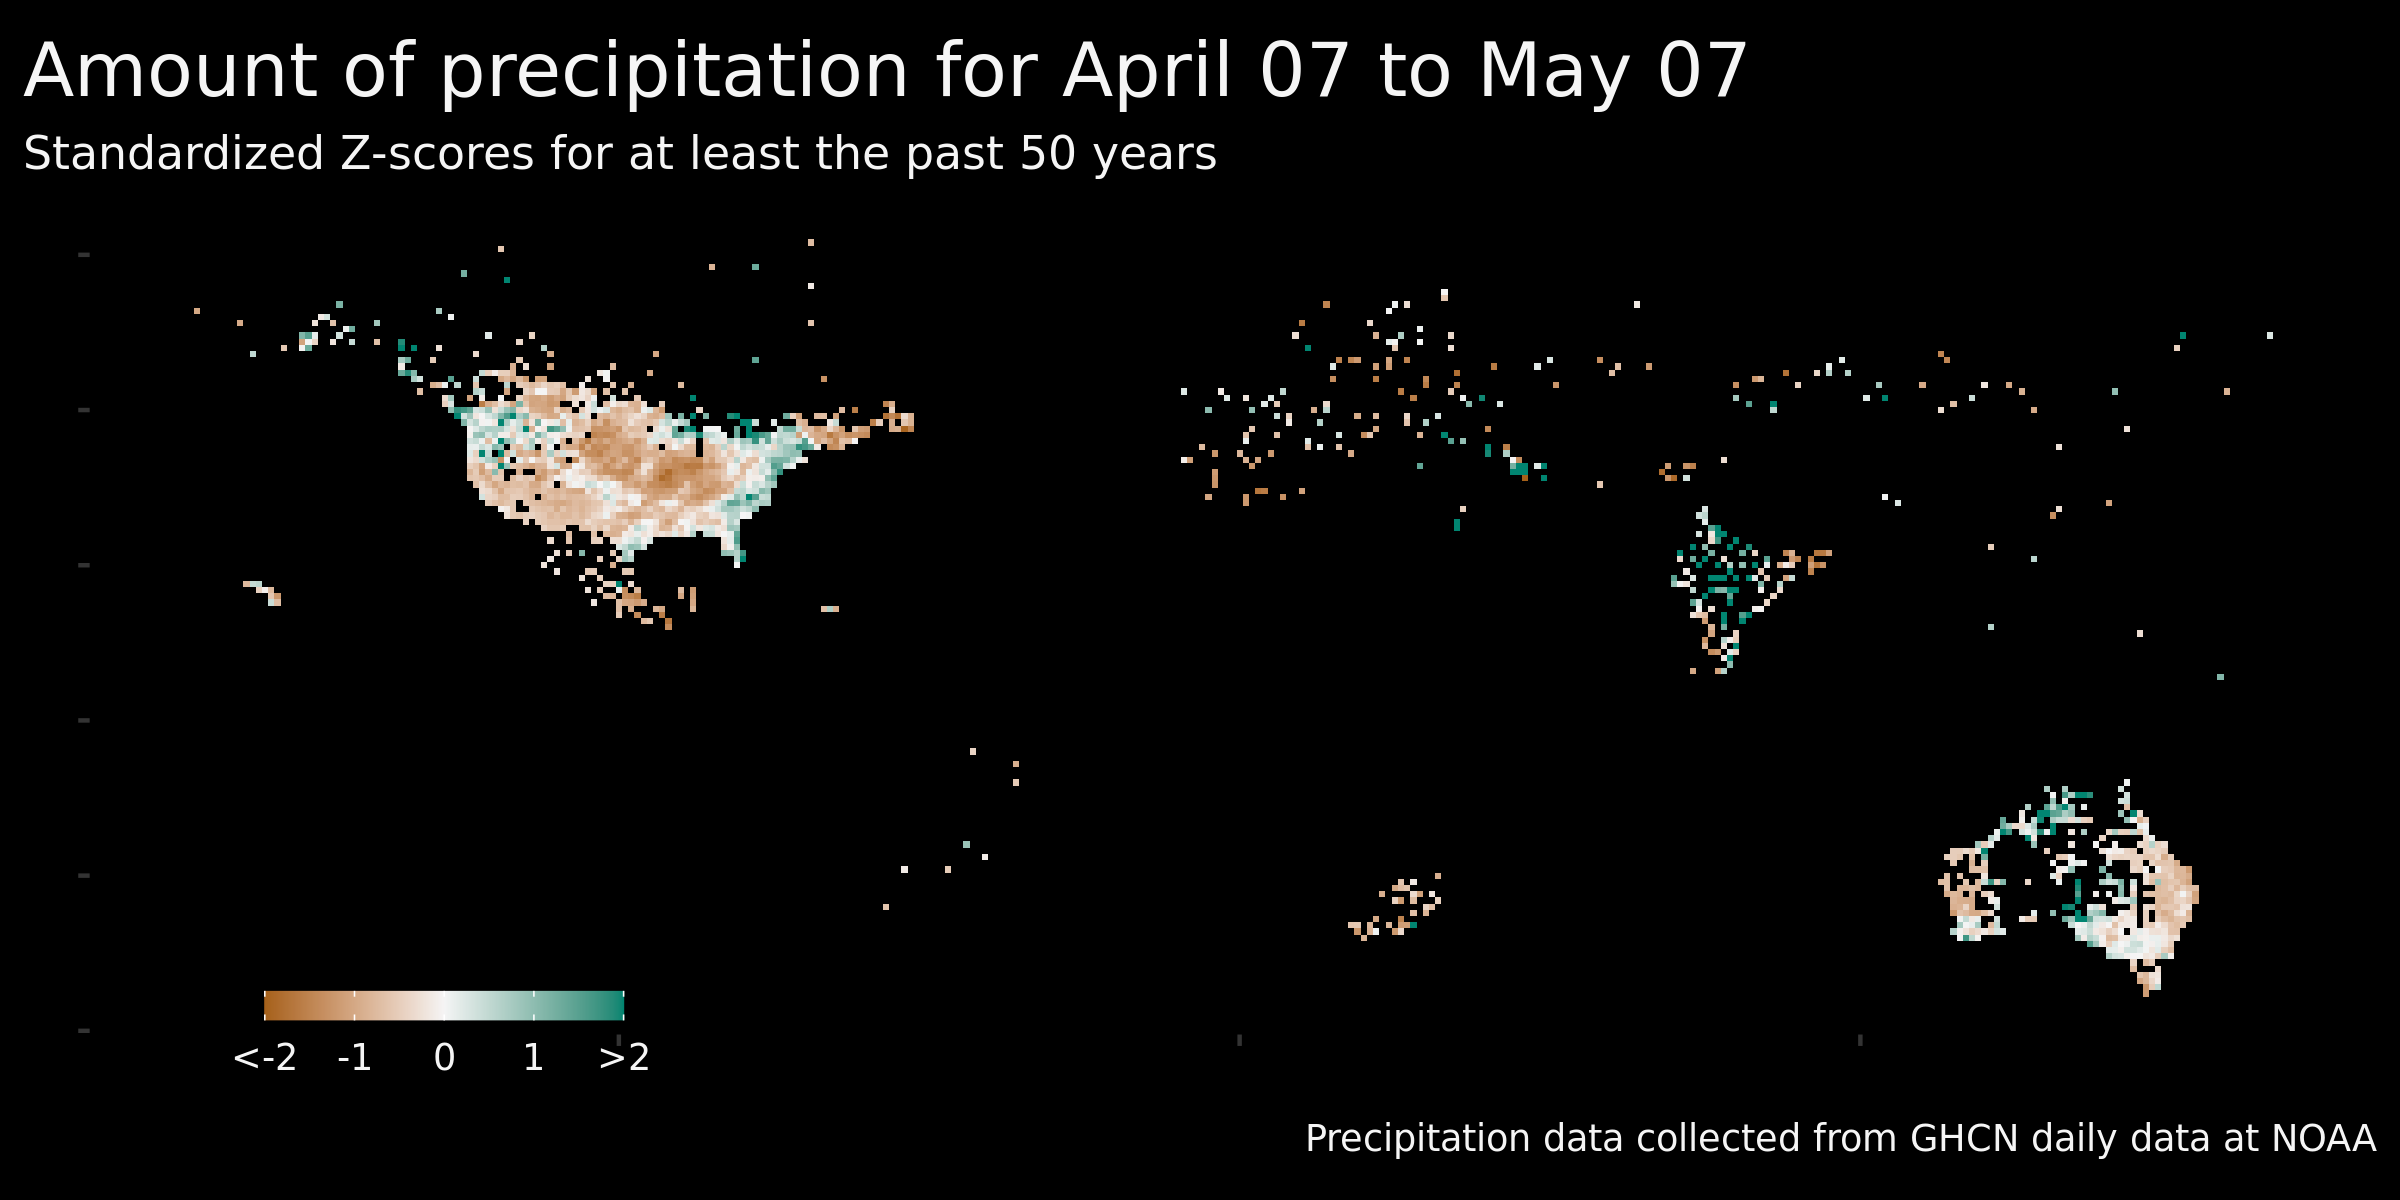 Amount of precipitation for April 07 to May 07
Standardized Z-scores for at least the past 50 years
<-2 -1 0 1 >2
Precipitation data collected from GHCN daily data at NOAA